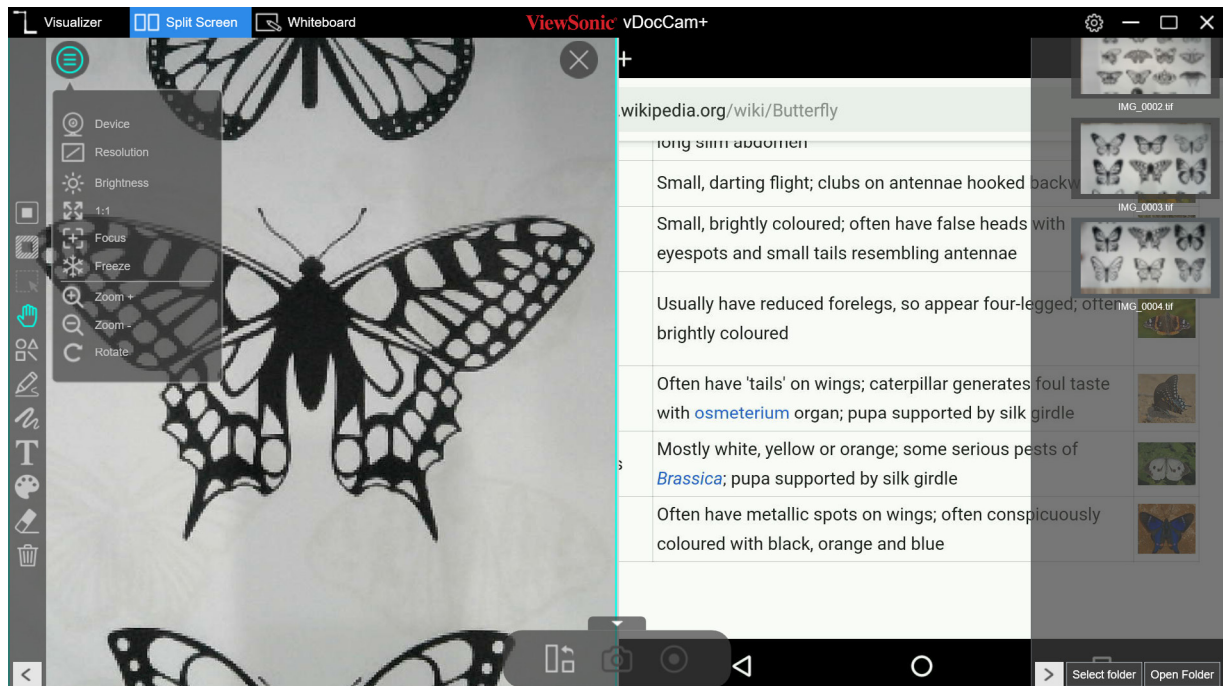 Visualizer
Split Screen
Whiteboard
ViewSonic vDocCam+
Device
Resolution
Brightness
1:1
Focus
Freeze
Zoom +
Zoom -
Rotate
T
+
.wikipedia.org/wiki/Butterfly
long slim abdomen
Small, darting flight; clubs on antennae hooked
Small, brightly coloured; often have false heads with
eyespots and small tails resembling antennae
Usually have reduced forelegs, so appear four-legged; often
brightly coloured
Often have 'tails' on wings; caterpillar generates foul taste
with osmeterium organ; pupa supported by silk girdle
s
Mostly white, yellow or orange; some serious pests of
Brassica; pupa supported by silk girdle
Often have metallic spots on wings; often conspicuously
coloured with black, orange and blue
IMG_0002.tif
IMG_0003.tif
IMG_0004.tif
<
>
Select folder
Open Folder